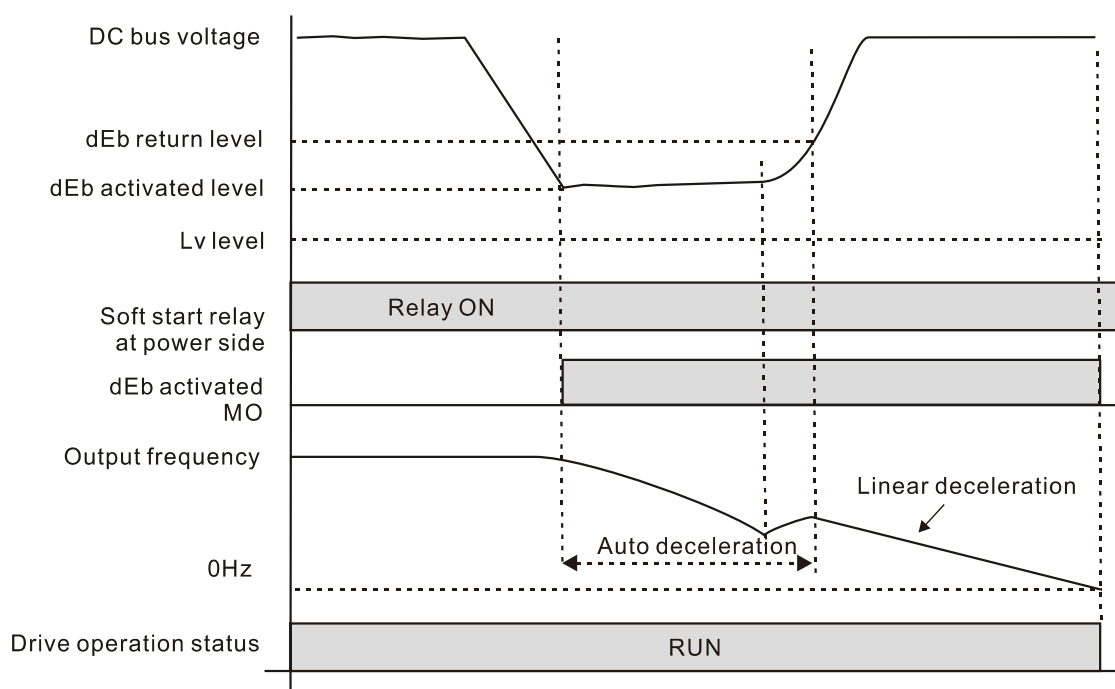 DC bus voltage
dEb return level
dEb activated level
Lv level
Relay ON
Soft start relay
at power side
dEb activated
MO
Output frequency
Linear deceleration
Auto deceleration
0Hz
Drive operation status
RUN